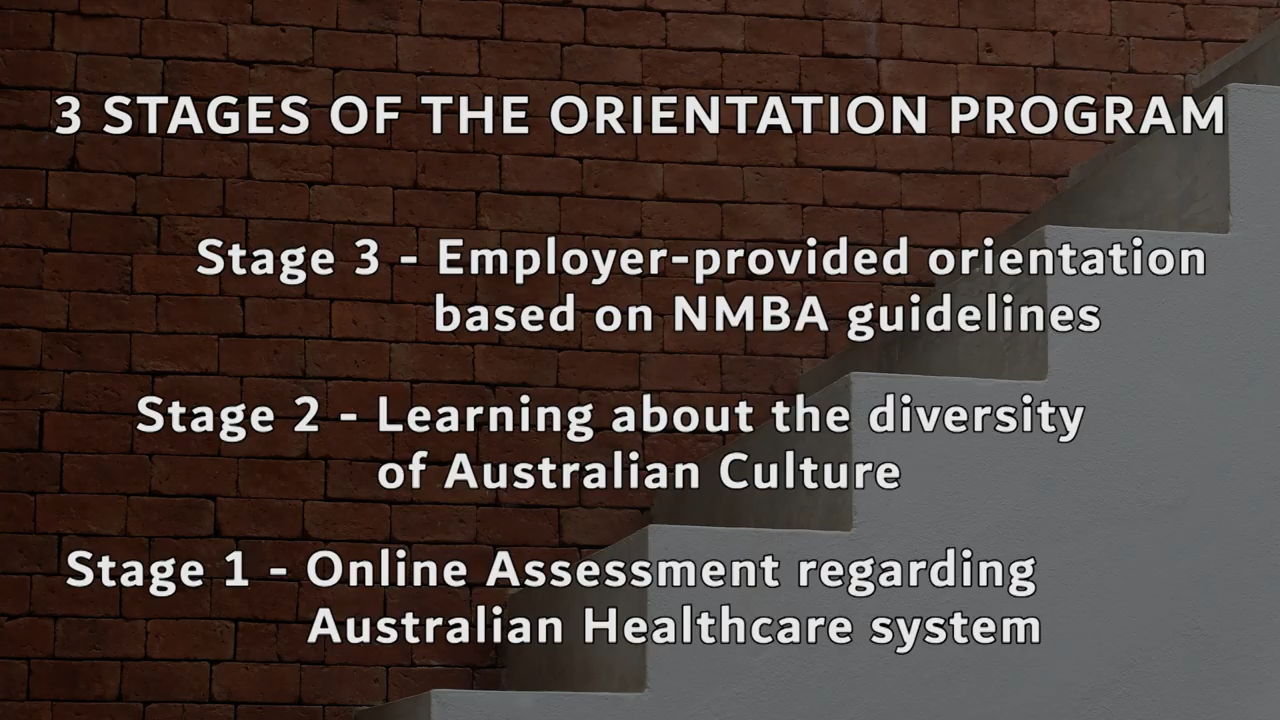 3 STAGES OF THE ORIENTATION PROGRAM
Stage 3 - Employer-provided orientation
based on NMBA guidelines
Stage 2 - Learning about the diversity
of Australian Culture
Stage 1 - Online Assessment regarding
Australian Healthcare system